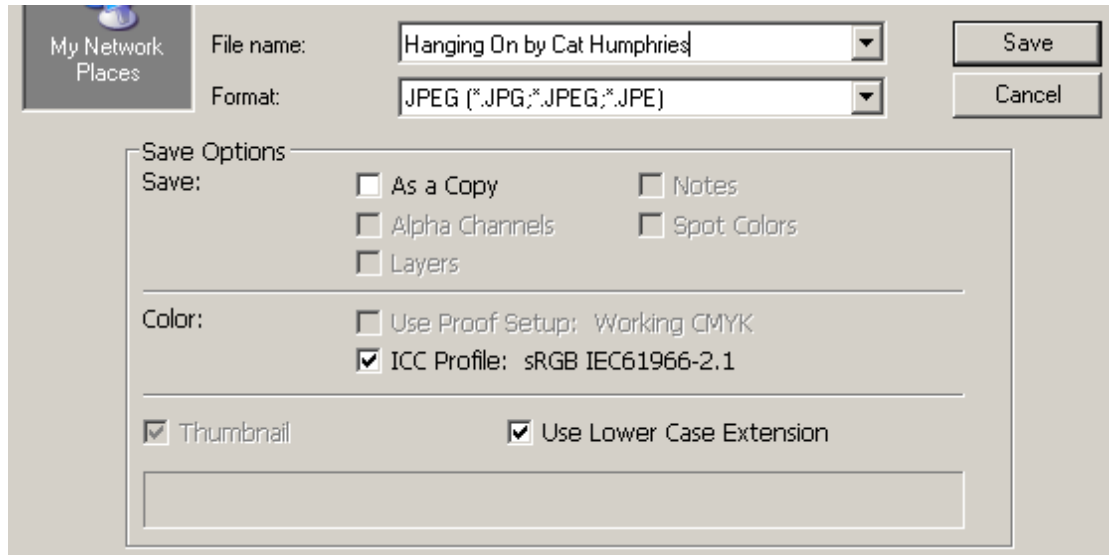 My Network
Places
File name:
Hanging On by Cat Humphries
Save
Format:
JPEG (*.JPG;*.JPEG;*.JPE)
Cancel
Save Options
Save:
As a Copy
Notes
Alpha Channels
Spot Colors
Layers
Color:
Use Proof Setup: Working CMYK
ICC Profile: sRGB IEC61966-2.1
Thumbnail
Use Lower Case Extension